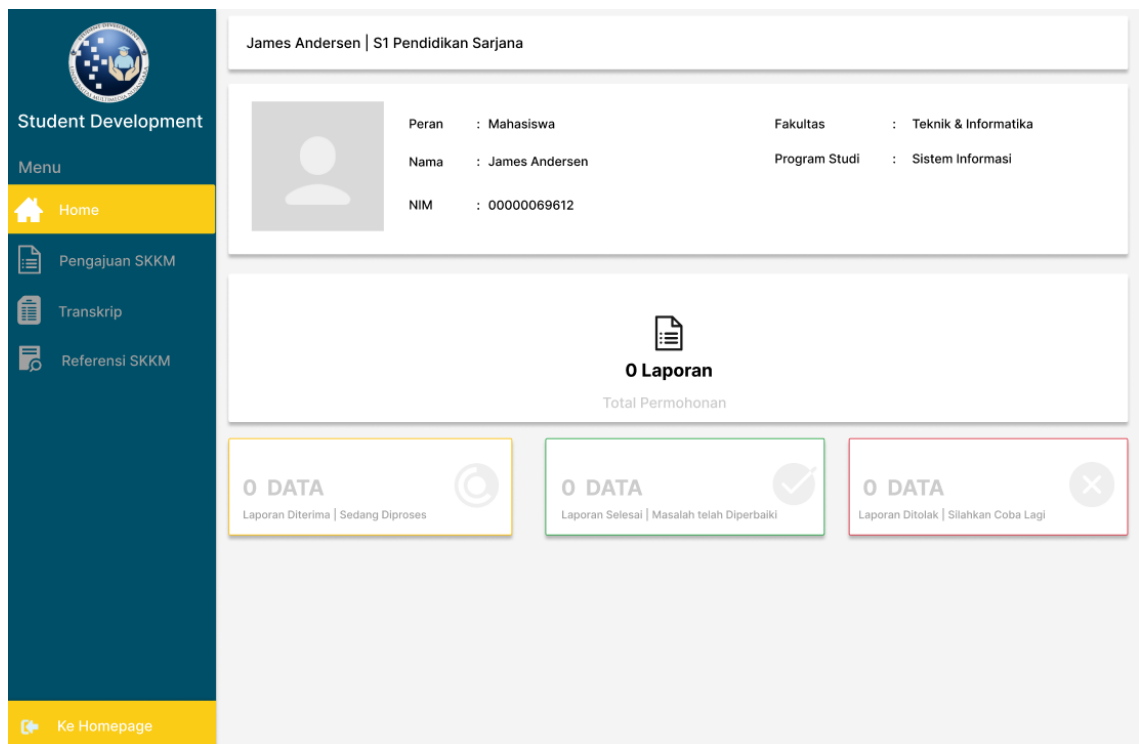 Student Development
Menu
Home
Pengajuan SKKM
Transkrip
Referensi SKKM
Ke Homepage
James Andersen | S1 Pendidikan Sarjana
Peran : Mahasiswa
Nama : James Andersen
NIM : 00000069612
Fakultas : Teknik & Informatika
Program Studi : Sistem Informasi
0 Laporan
Total Permohonan
0 DATA
Laporan Diterima | Sedang Diproses
0 DATA
Laporan Selesai | Masalah telah Diperbaiki
0 DATA
Laporan Ditolak | Silahkan Coba Lagi